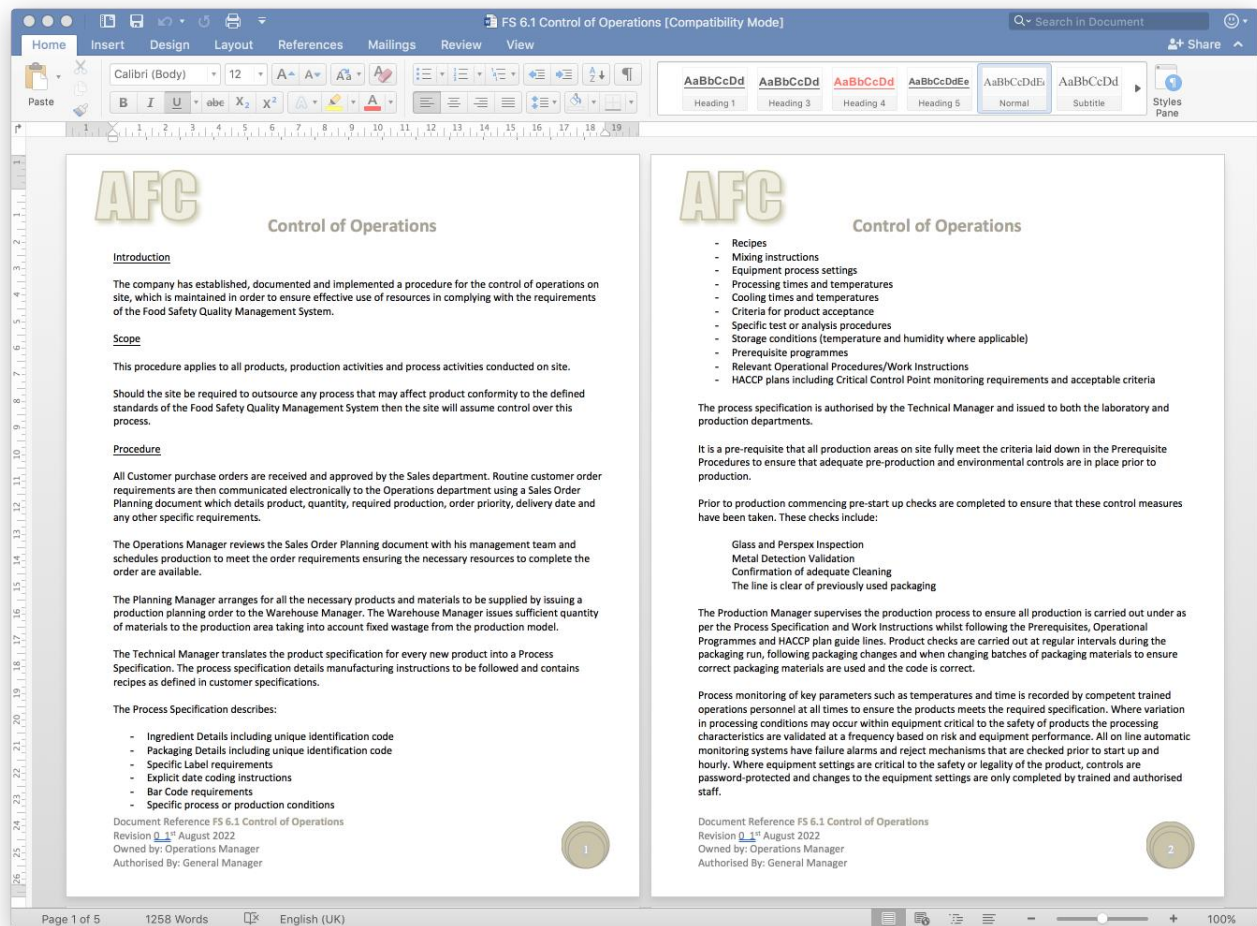 FS 6.1 Control of Operations [Compatibility Mode]
Search in Document
Home Insert Design Layout References Mailings Review View
Share
Paste
Calibri (Body) 12
AaBbCcDd AaBbCcDd AaBbCcDd AaBbCcDdEe AaBbCcDdEe AaBbCcDd
Heading 1 Heading 3 Heading 4 Heading 5 Normal Subtitle
Styles
Pane
AFC
Control of Operations
Introduction
The company has established, documented and implemented a procedure for the control of operations on
site, which is maintained in order to ensure effective use of resources in complying with the requirements
of the Food Safety Quality Management System.
Scope
This procedure applies to all products, production activities and process activities conducted on site.
Should the site be required to outsource any process that may affect product conformity to the defined
standards of the Food Safety Quality Management System then the site will assume control over this
process.
Procedure
All Customer purchase orders are received and approved by the Sales department. Routine customer order
requirements are then communicated electronically to the Operations department using a Sales Order
Planning document which details product, quantity, required production, order priority, delivery date and
any other specific requirements.
The Operations Manager reviews the Sales Order Planning document with his management team and
schedules production to meet the order requirements ensuring the necessary resources to complete the
order are available.
The Planning Manager arranges for all the necessary products and materials to be supplied by issuing a
production planning order to the Warehouse Manager. The Warehouse Manager issues sufficient quantity
of materials to the production area taking into account fixed wastage from the production model.
The Technical Manager translates the product specification for every new product into a Process
Specification. The process specification details manufacturing instructions to be followed and contains
recipes as defined in customer specifications.
The Process Specification describes:
- Ingredient Details including unique identification code
- Packaging Details including unique identification code
- Specific Label requirements
- Explicit date coding instructions
- Bar Code requirements
- Specific process or production conditions
Document Reference FS 6.1 Control of Operations
Revision 0 1st August 2022
Owned by: Operations Manager
Authorised By: General Manager
1
AFC
Control of Operations
- Recipes
- Mixing instructions
- Equipment process settings
- Processing times and temperatures
- Cooling times and temperatures
- Criteria for product acceptance
- Specific test or analysis procedures
- Storage conditions (temperature and humidity where applicable)
- Prerequisite programmes
- Relevant Operational Procedures/Work Instructions
- HACCP plans including Critical Control Point monitoring requirements and acceptable criteria
The process specification is authorised by the Technical Manager and issued to both the laboratory and
production departments.
It is a pre-requisite that all production areas on site fully meet the criteria laid down in the Prerequisite
Procedures to ensure that adequate pre-production and environmental controls are in place prior to
production.
Prior to production commencing pre-start up checks are completed to ensure that these control measures
have been taken. These checks include:
Glass and Perspex Inspection
Metal Detection Validation
Confirmation of adequate Cleaning
The line is clear of previously used packaging
The Production Manager supervises the production process to ensure all production is carried out under as
per the Process Specification and Work Instructions whilst following the Prerequisites, Operational
Programmes and HACCP plan guide lines. Product checks are carried out at regular intervals during the
packaging run, following packaging changes and when changing batches of packaging materials to ensure
correct packaging materials are used and the code is correct.
Process monitoring of key parameters such as temperatures and time is recorded by competent trained
operations personnel at all times to ensure the products meets the required specification. Where variation
in processing conditions may occur within equipment critical to the safety of products the processing
characteristics are validated at a frequency based on risk and equipment performance. All on line automatic
monitoring systems have failure alarms and reject mechanisms that are checked prior to start up and
hourly. Where equipment settings are critical to the safety or legality of the product, controls are
password-protected and changes to the equipment settings are only completed by trained and authorised
staff.
Document Reference FS 6.1 Control of Operations
Revision 0 1st August 2022
Owned by: Operations Manager
Authorised By: General Manager
2
Page 1 of 5 1258 Words English (UK) 100%